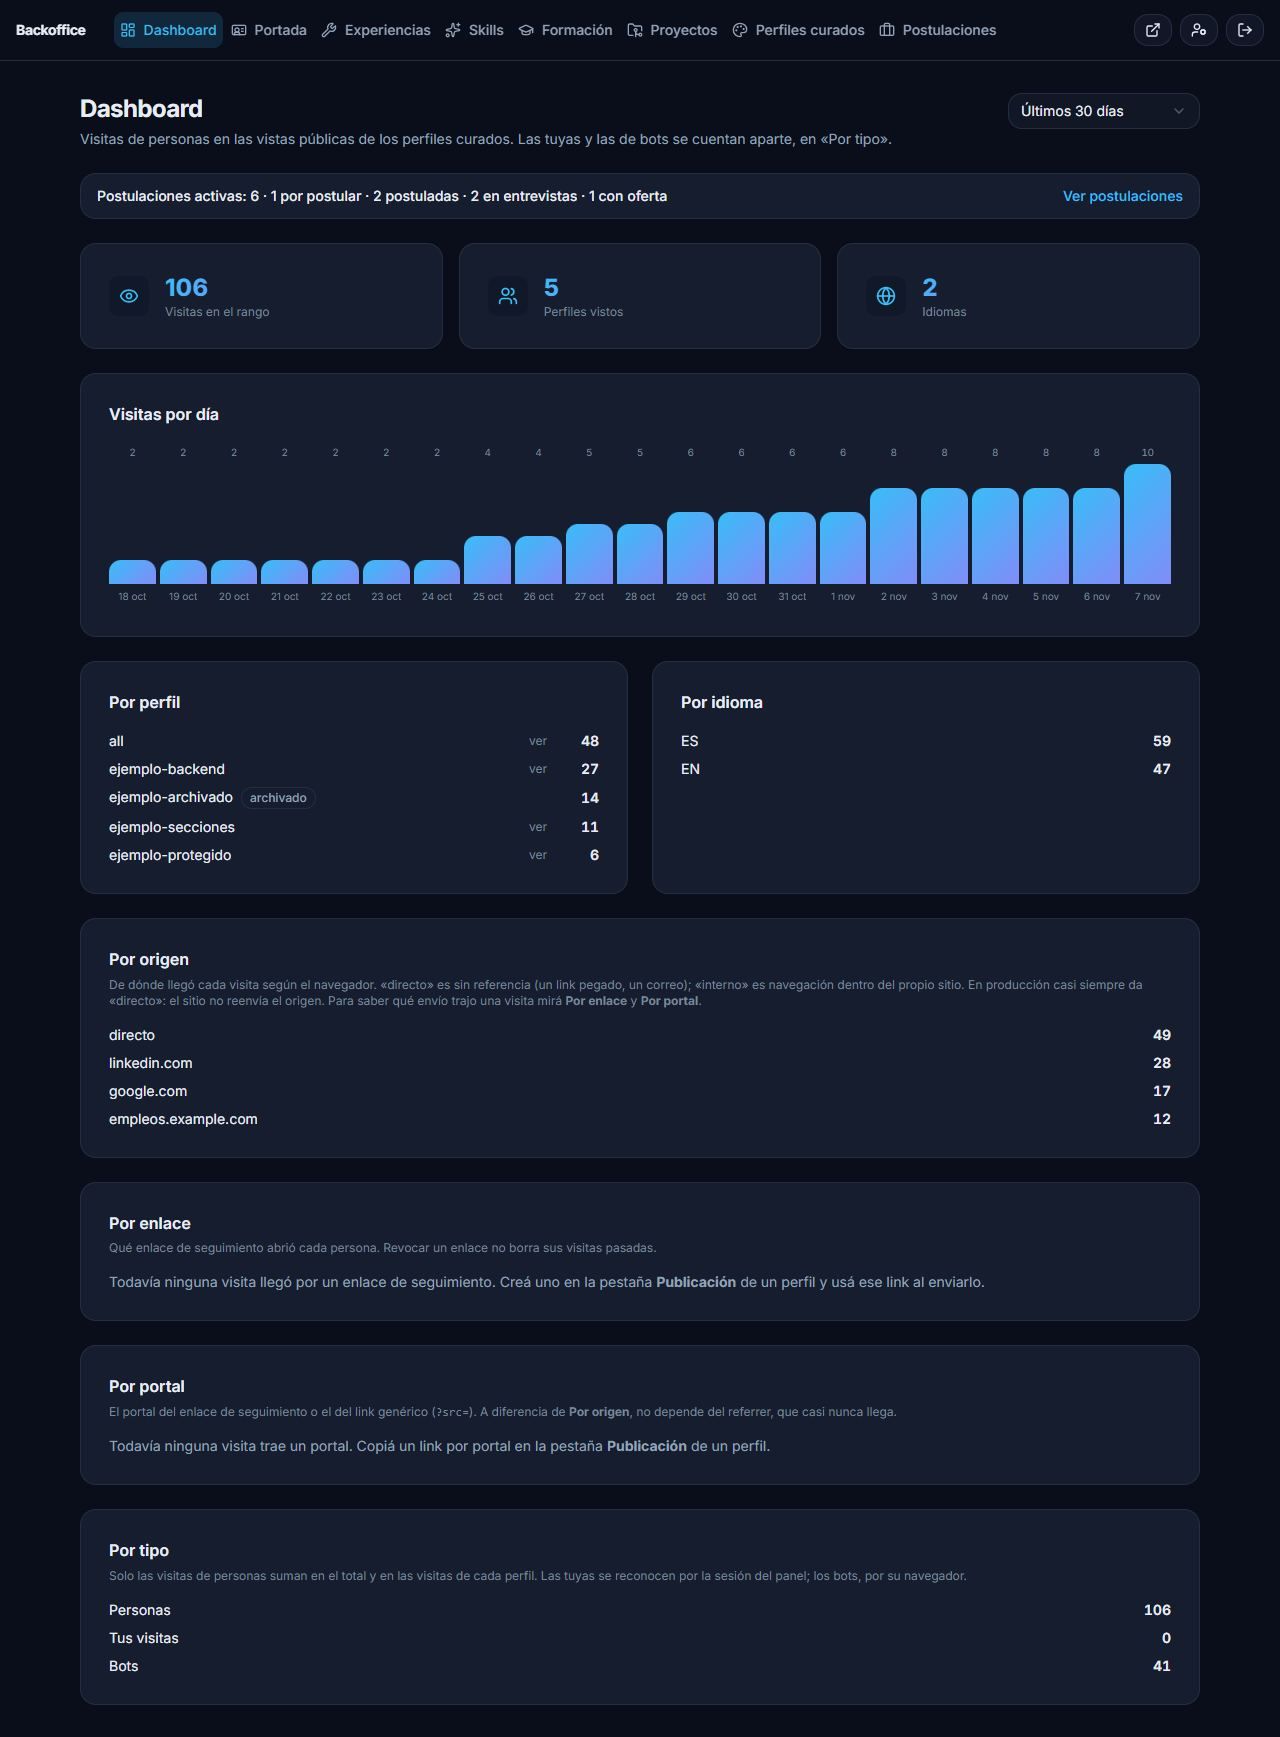 Backoffice Dashboard Portada Experiencias Skills Formación Proyectos Perfiles curados Postulaciones
Dashboard
Últimos 30 días
Visitas de personas en las vistas públicas de los perfiles curados. Las tuyas y las de bots se cuentan aparte, en «Por tipo».
Postulaciones activas: 6 · 1 por postular · 2 postuladas · 2 en entrevistas · 1 con oferta
Ver postulaciones
106
Visitas en el rango
5
Perfiles vistos
2
Idiomas
Visitas por día
2 2 2 2 2 2 2 4 4 5 5 6 6 6 6 8 8 8 8 8 10
18 oct 19 oct 20 oct 21 oct 22 oct 23 oct 24 oct 25 oct 26 oct 27 oct 28 oct 29 oct 30 oct 31 oct 1 nov 2 nov 3 nov 4 nov 5 nov 6 nov 7 nov
Por perfil
all ver 48
ejemplo-backend ver 27
ejemplo-archivado archivado 14
ejemplo-secciones ver 11
ejemplo-protegido ver 6
Por idioma
ES 59
EN 47
Por origen
De dónde llegó cada visita según el navegador. «directo» es sin referencia (un link pegado, un correo); «interno» es navegación dentro del propio sitio. En producción casi siempre da
«directo»: el sitio no reenvía el origen. Para saber qué envío trajo una visita mirá Por enlace y Por portal.
directo 49
linkedin.com 28
google.com 17
empleos.example.com 12
Por enlace
Qué enlace de seguimiento abrió cada persona. Revocar un enlace no borra sus visitas pasadas.
Todavía ninguna visita llegó por un enlace de seguimiento. Creá uno en la pestaña Publicación de un perfil y usá ese link al enviarlo.
Por portal
El portal del enlace de seguimiento o el del link genérico (?src=). A diferencia de Por origen, no depende del referrer, que casi nunca llega.
Todavía ninguna visita trae un portal. Copiá un link por portal en la pestaña Publicación de un perfil.
Por tipo
Solo las visitas de personas suman en el total y en las visitas de cada perfil. Las tuyas se reconocen por la sesión del panel; los bots, por su navegador.
Personas 106
Tus visitas 0
Bots 41